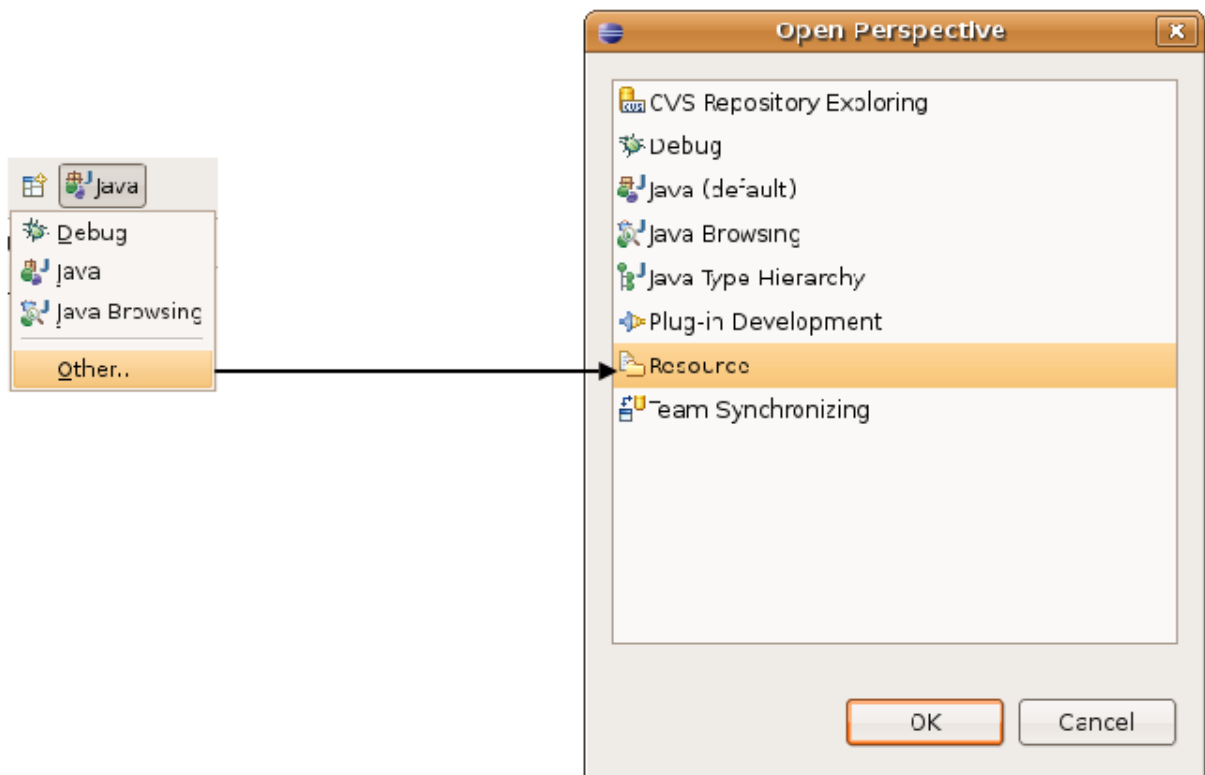 Java
Debug
Java
Java Browsing
Other..
Open Perspective
CVS Repository Exploring
Debug
Java (default)
Java Browsing
Java Type Hierarchy
Plug-in Development
Resource
Team Synchronizing
OK
Cancel